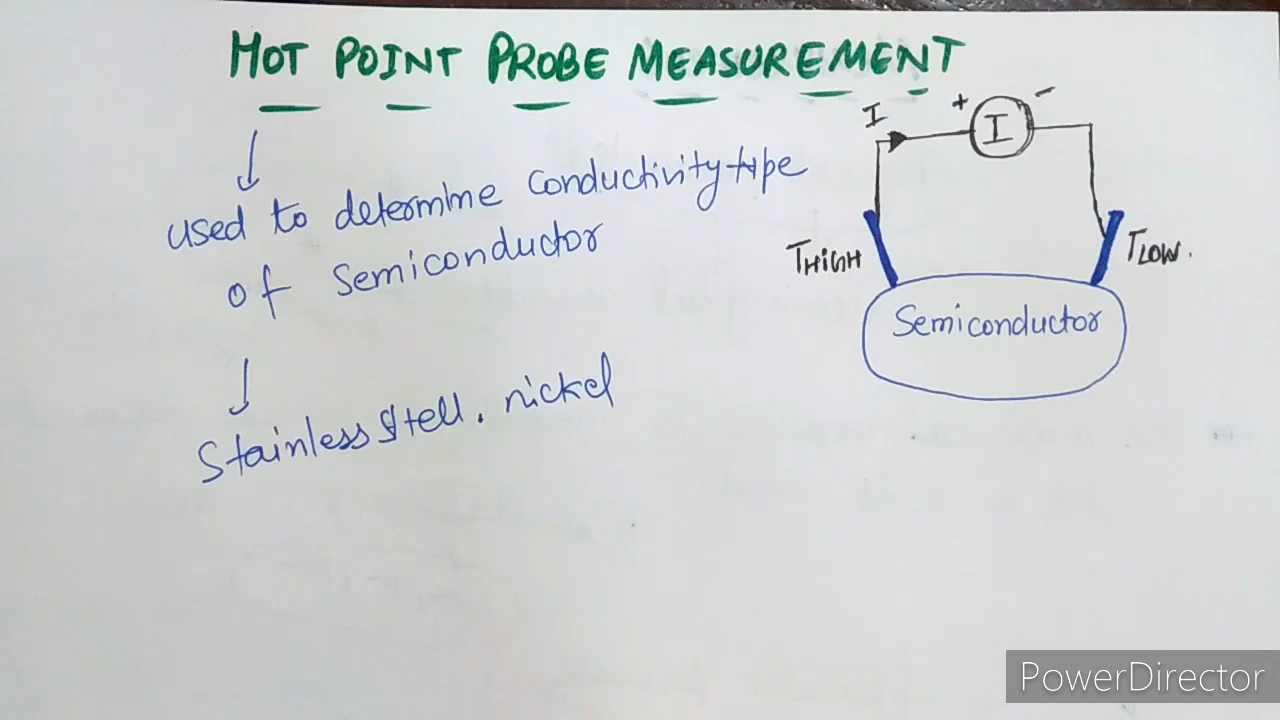 HOT POINT PROBE MEASUREMENT
used to determine conductivity type
of semiconductor
Stainless stell. nickel
I
+
-
I
THIGH
TLOW.
Semiconductor
PowerDirector